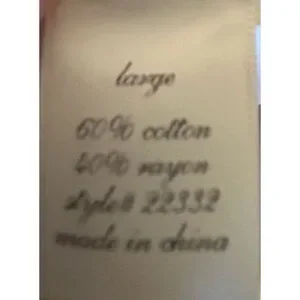 large
60% cotton
40% rayon
style# 22332
made in china